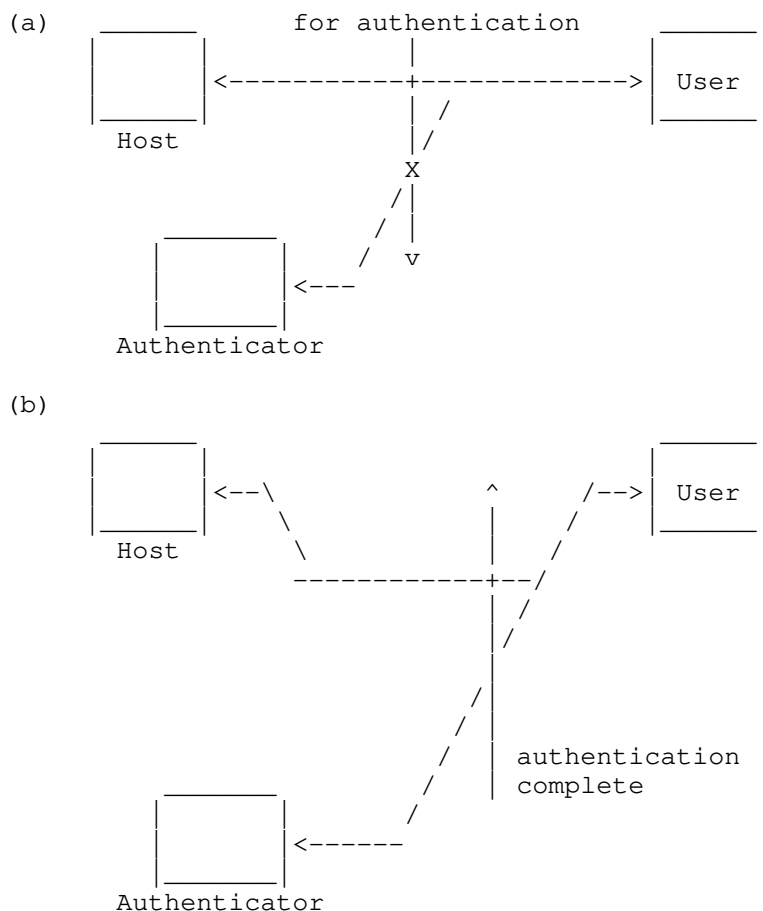 (a)
for authentication
User
Host
X
v
Authenticator
(b)
User
Host
authentication
complete
Authenticator